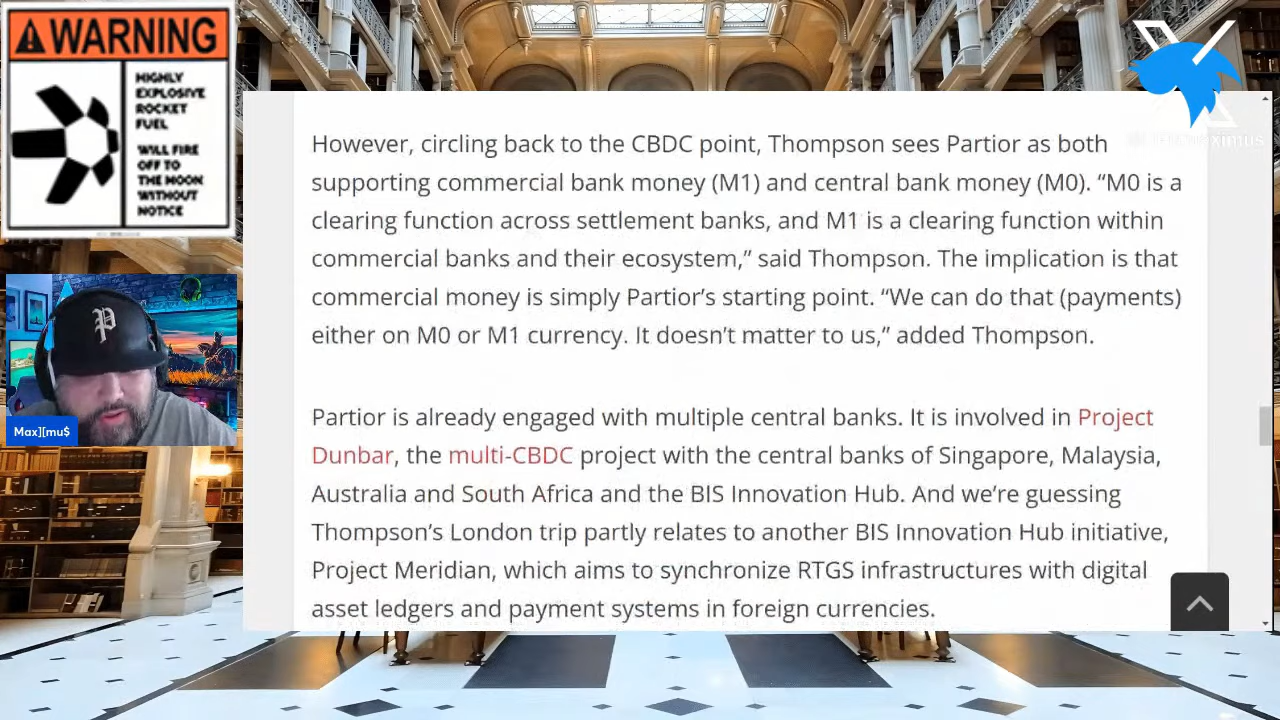 WARNING
HIGHLY
EXPLOSIVE
ROCKET
FUEL
WILL FIRE
OFF TO
THE MOON
WITHOUT
NOTICE
However, circling back to the CBDC point, Thompson sees Partior as both
supporting commercial bank money (M1) and central bank money (M0). “M0 is a
clearing function across settlement banks, and M1 is a clearing function within
commercial banks and their ecosystem,” said Thompson. The implication is that
commercial money is simply Partior’s starting point. “We can do that (payments)
either on M0 or M1 currency. It doesn’t matter to us,” added Thompson.
Partior is already engaged with multiple central banks. It is involved in Project
Dunbar, the multi-CBDC project with the central banks of Singapore, Malaysia,
Australia and South Africa and the BIS Innovation Hub. And we’re guessing
Thompson’s London trip partly relates to another BIS Innovation Hub initiative,
Project Meridian, which aims to synchronize RTGS infrastructures with digital
asset ledgers and payment systems in foreign currencies.
P
Max][mu$